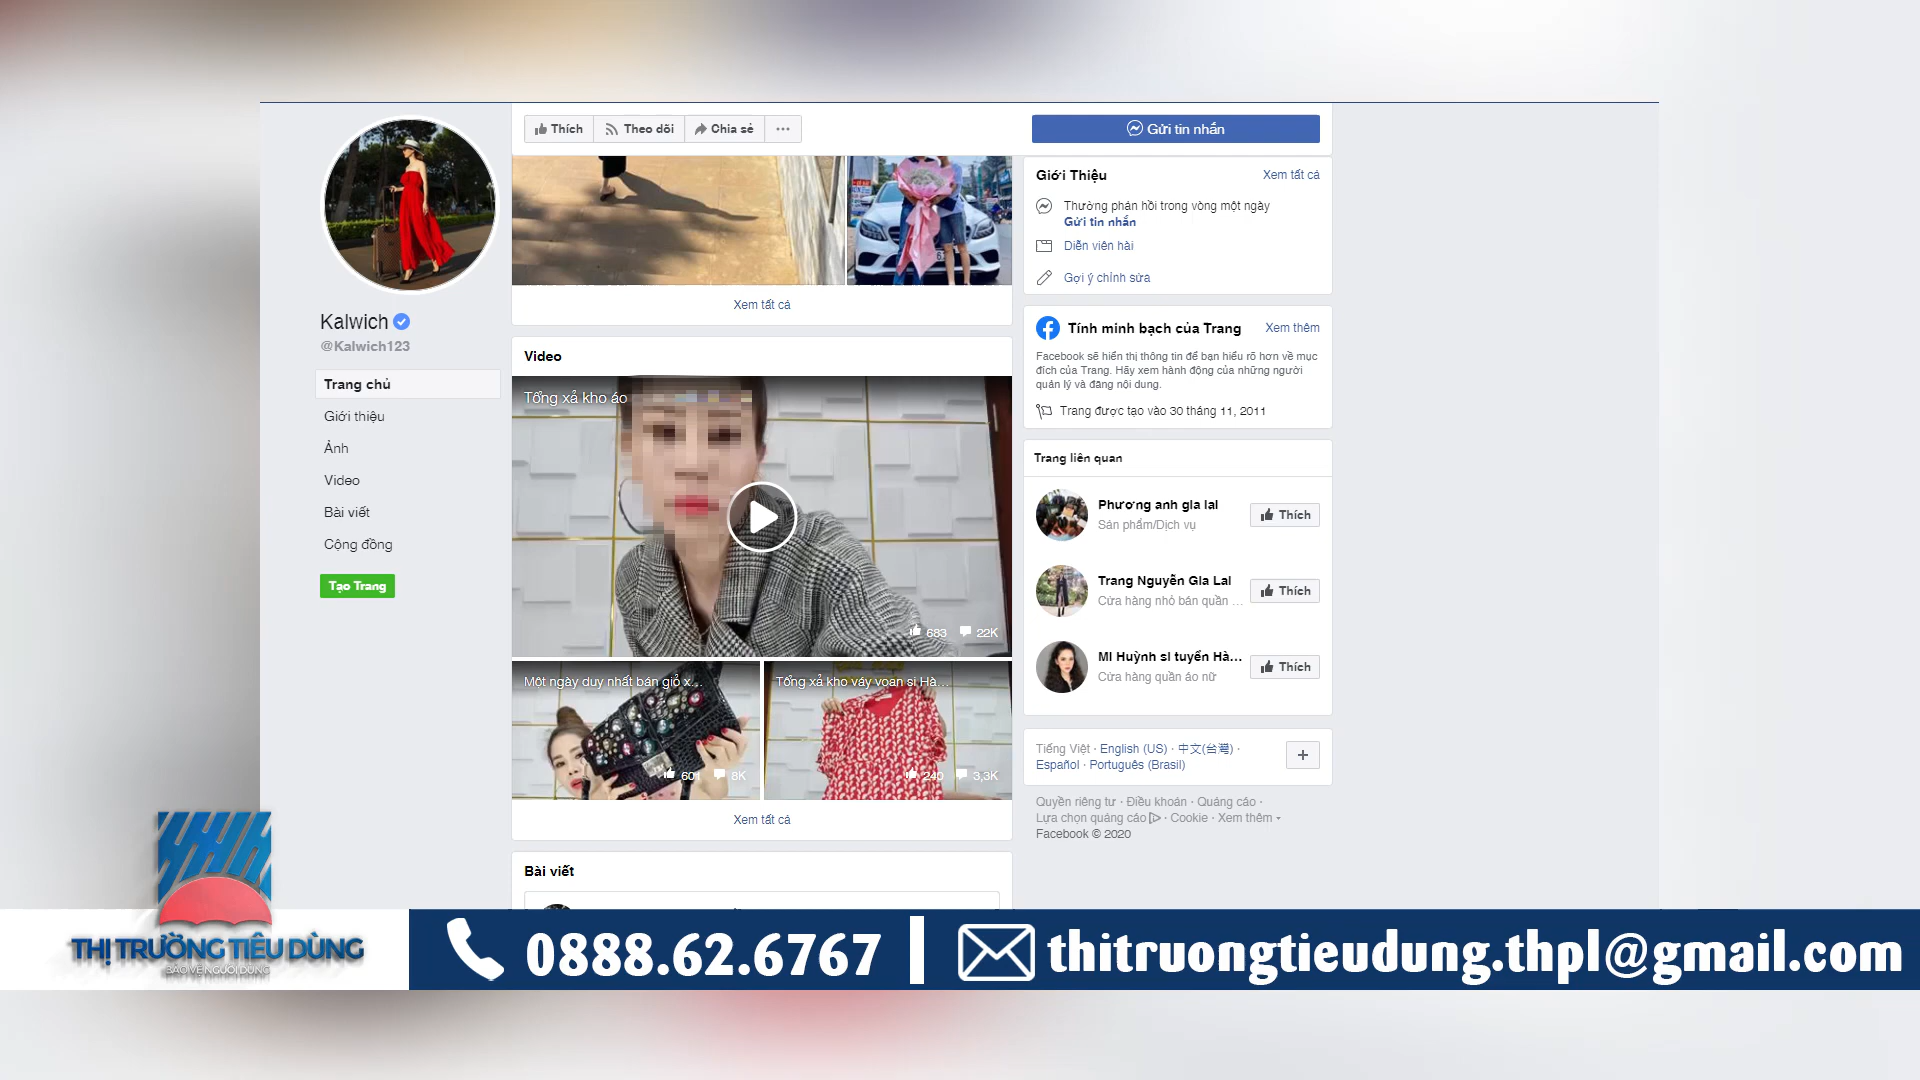 Thích
Theo dõi
Chia sẻ
Gửi tin nhắn
Kalwich
@Kalwich123
Trang chủ
Giới thiệu
Ảnh
Video
Bài viết
Cộng đồng
Tạo Trang
Xem tất cả
Video
Tổng xả kho áo
683
22K
Một ngày duy nhất bán giỏ x...
601
8K
Tổng xả kho váy voan si Hà...
240
3,3K
Xem tất cả
Bài viết
Giới Thiệu
Xem tất cả
Thường phản hồi trong vòng một ngày
Gửi tin nhắn
Diễn viên hài
Gợi ý chỉnh sửa
Tính minh bạch của Trang
Xem thêm
Facebook sẽ hiển thị thông tin để bạn hiểu rõ hơn về mục
đích của Trang. Hãy xem hành động của những người
quản lý và đăng nội dung.
Trang được tạo vào 30 tháng 11, 2011
Trang liên quan
Phương anh gia lai
Sản phẩm/Dịch vụ
Thích
Trang Nguyễn Gia Lai
Cửa hàng nhỏ bán quần ...
Thích
Mi Huỳnh si tuyển Hà...
Cửa hàng quần áo nữ
Thích
Tiếng Việt · English (US) · 中文(台灣) ·
Español · Português (Brasil)
Quyền riêng tư · Điều khoản · Quảng cáo ·
Lựa chọn quảng cáo · Cookie · Xem thêm
Facebook © 2020
THỊ TRƯỜNG TIÊU DÙNG
BẢO VỆ NGƯỜI DÙNG
0888.62.6767
thitruongtieudung.thpl@gmail.com